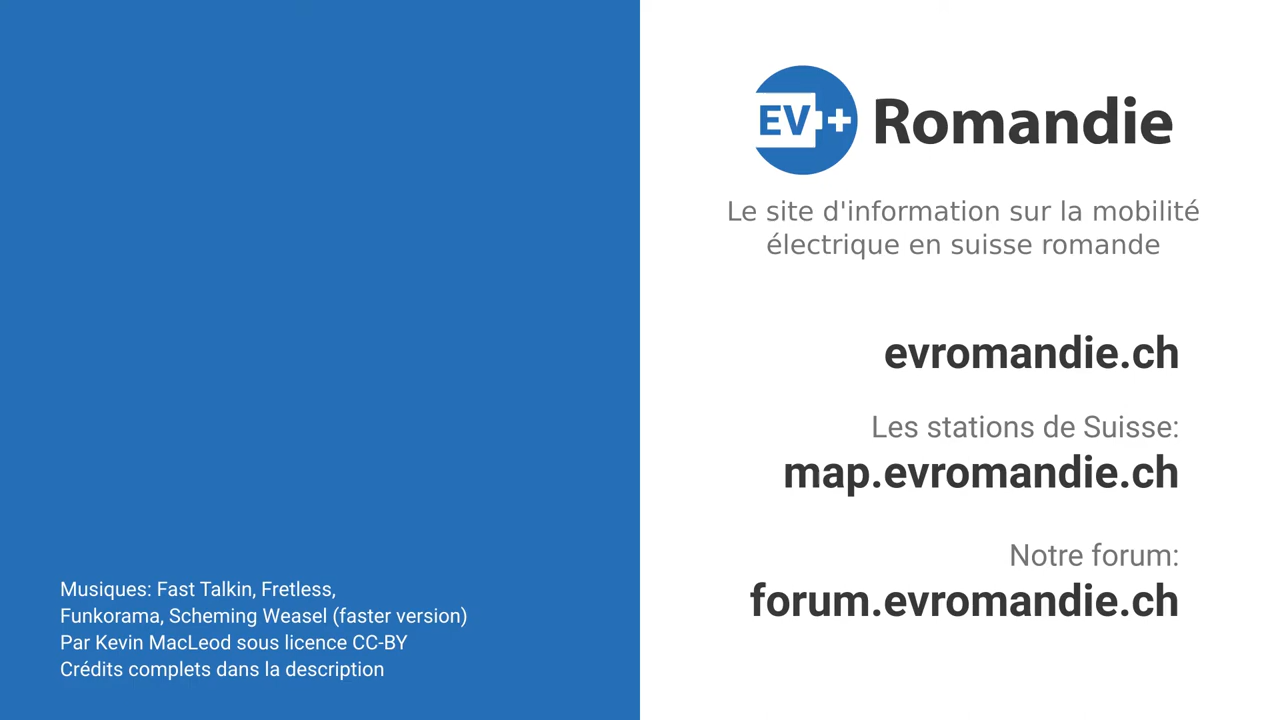 EV+ Romandie
Le site d'information sur la mobilité
électrique en suisse romande
evromandie.ch
Les stations de Suisse:
map.evromandie.ch
Notre forum:
forum.evromandie.ch
Musiques: Fast Talkin, Fretless,
Funkorama, Scheming Weasel (faster version)
Par Kevin MacLeod sous licence CC-BY
Crédits complets dans la description